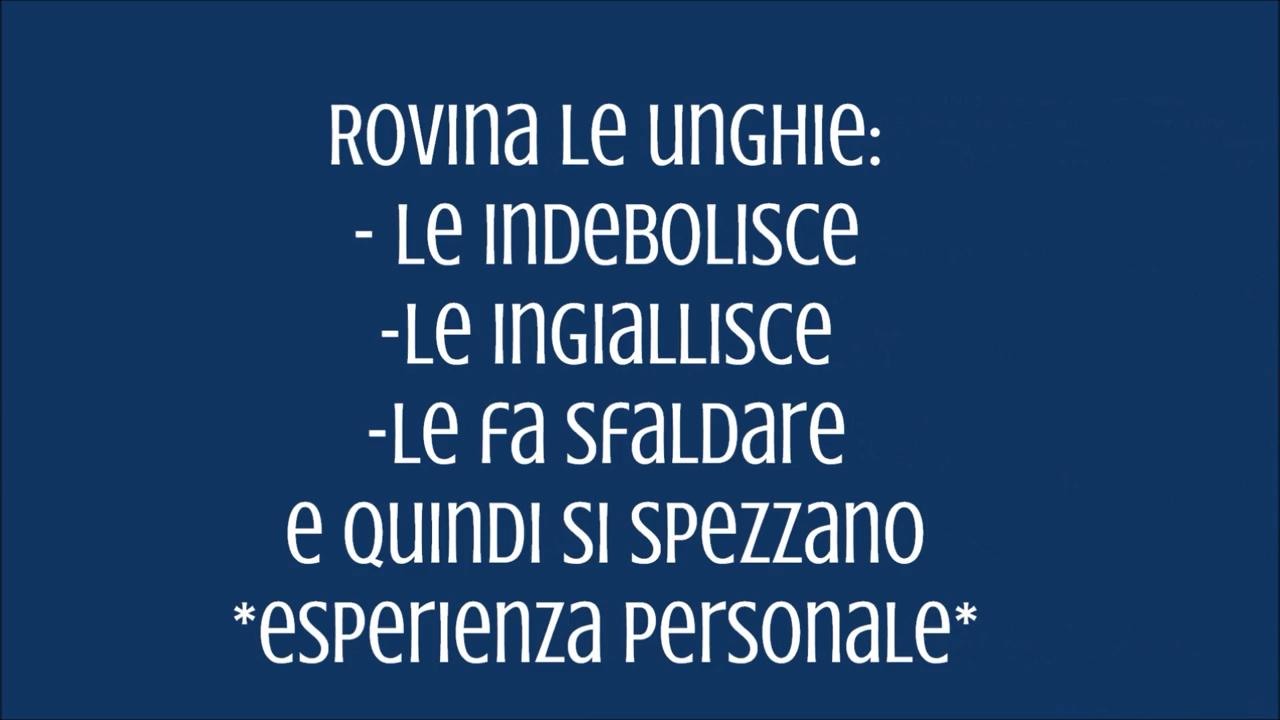 Rovina le unghie:
- Le indebolisce
-Le ingiallisce
-Le fa sfaldare
e quindi si spezzano
*esperienza personale*